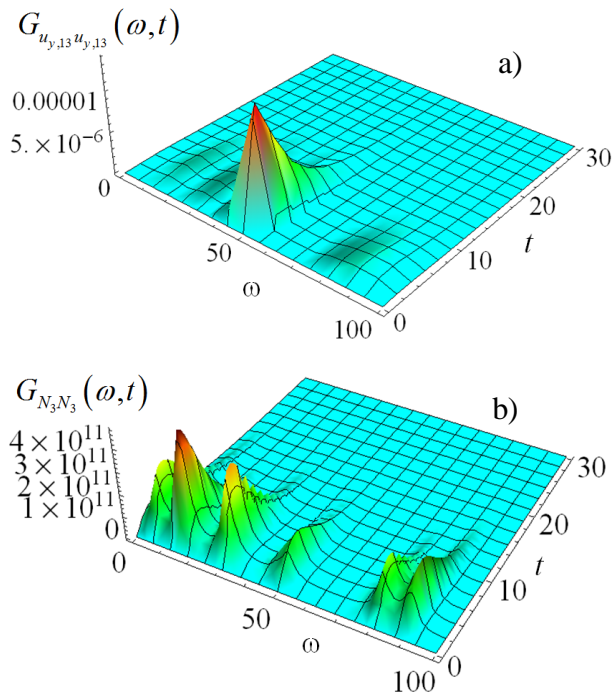 G_{u_{y,13}u_{y,13}}(ω,t)
a)
0.00001
5. × 10^{-6}
0
50
100
ω
0
10
20
30
t
G_{N_3N_3}(ω,t)
b)
4 × 10^{11}
3 × 10^{11}
2 × 10^{11}
1 × 10^{11}
0
0
50
100
ω
0
10
20
30
t